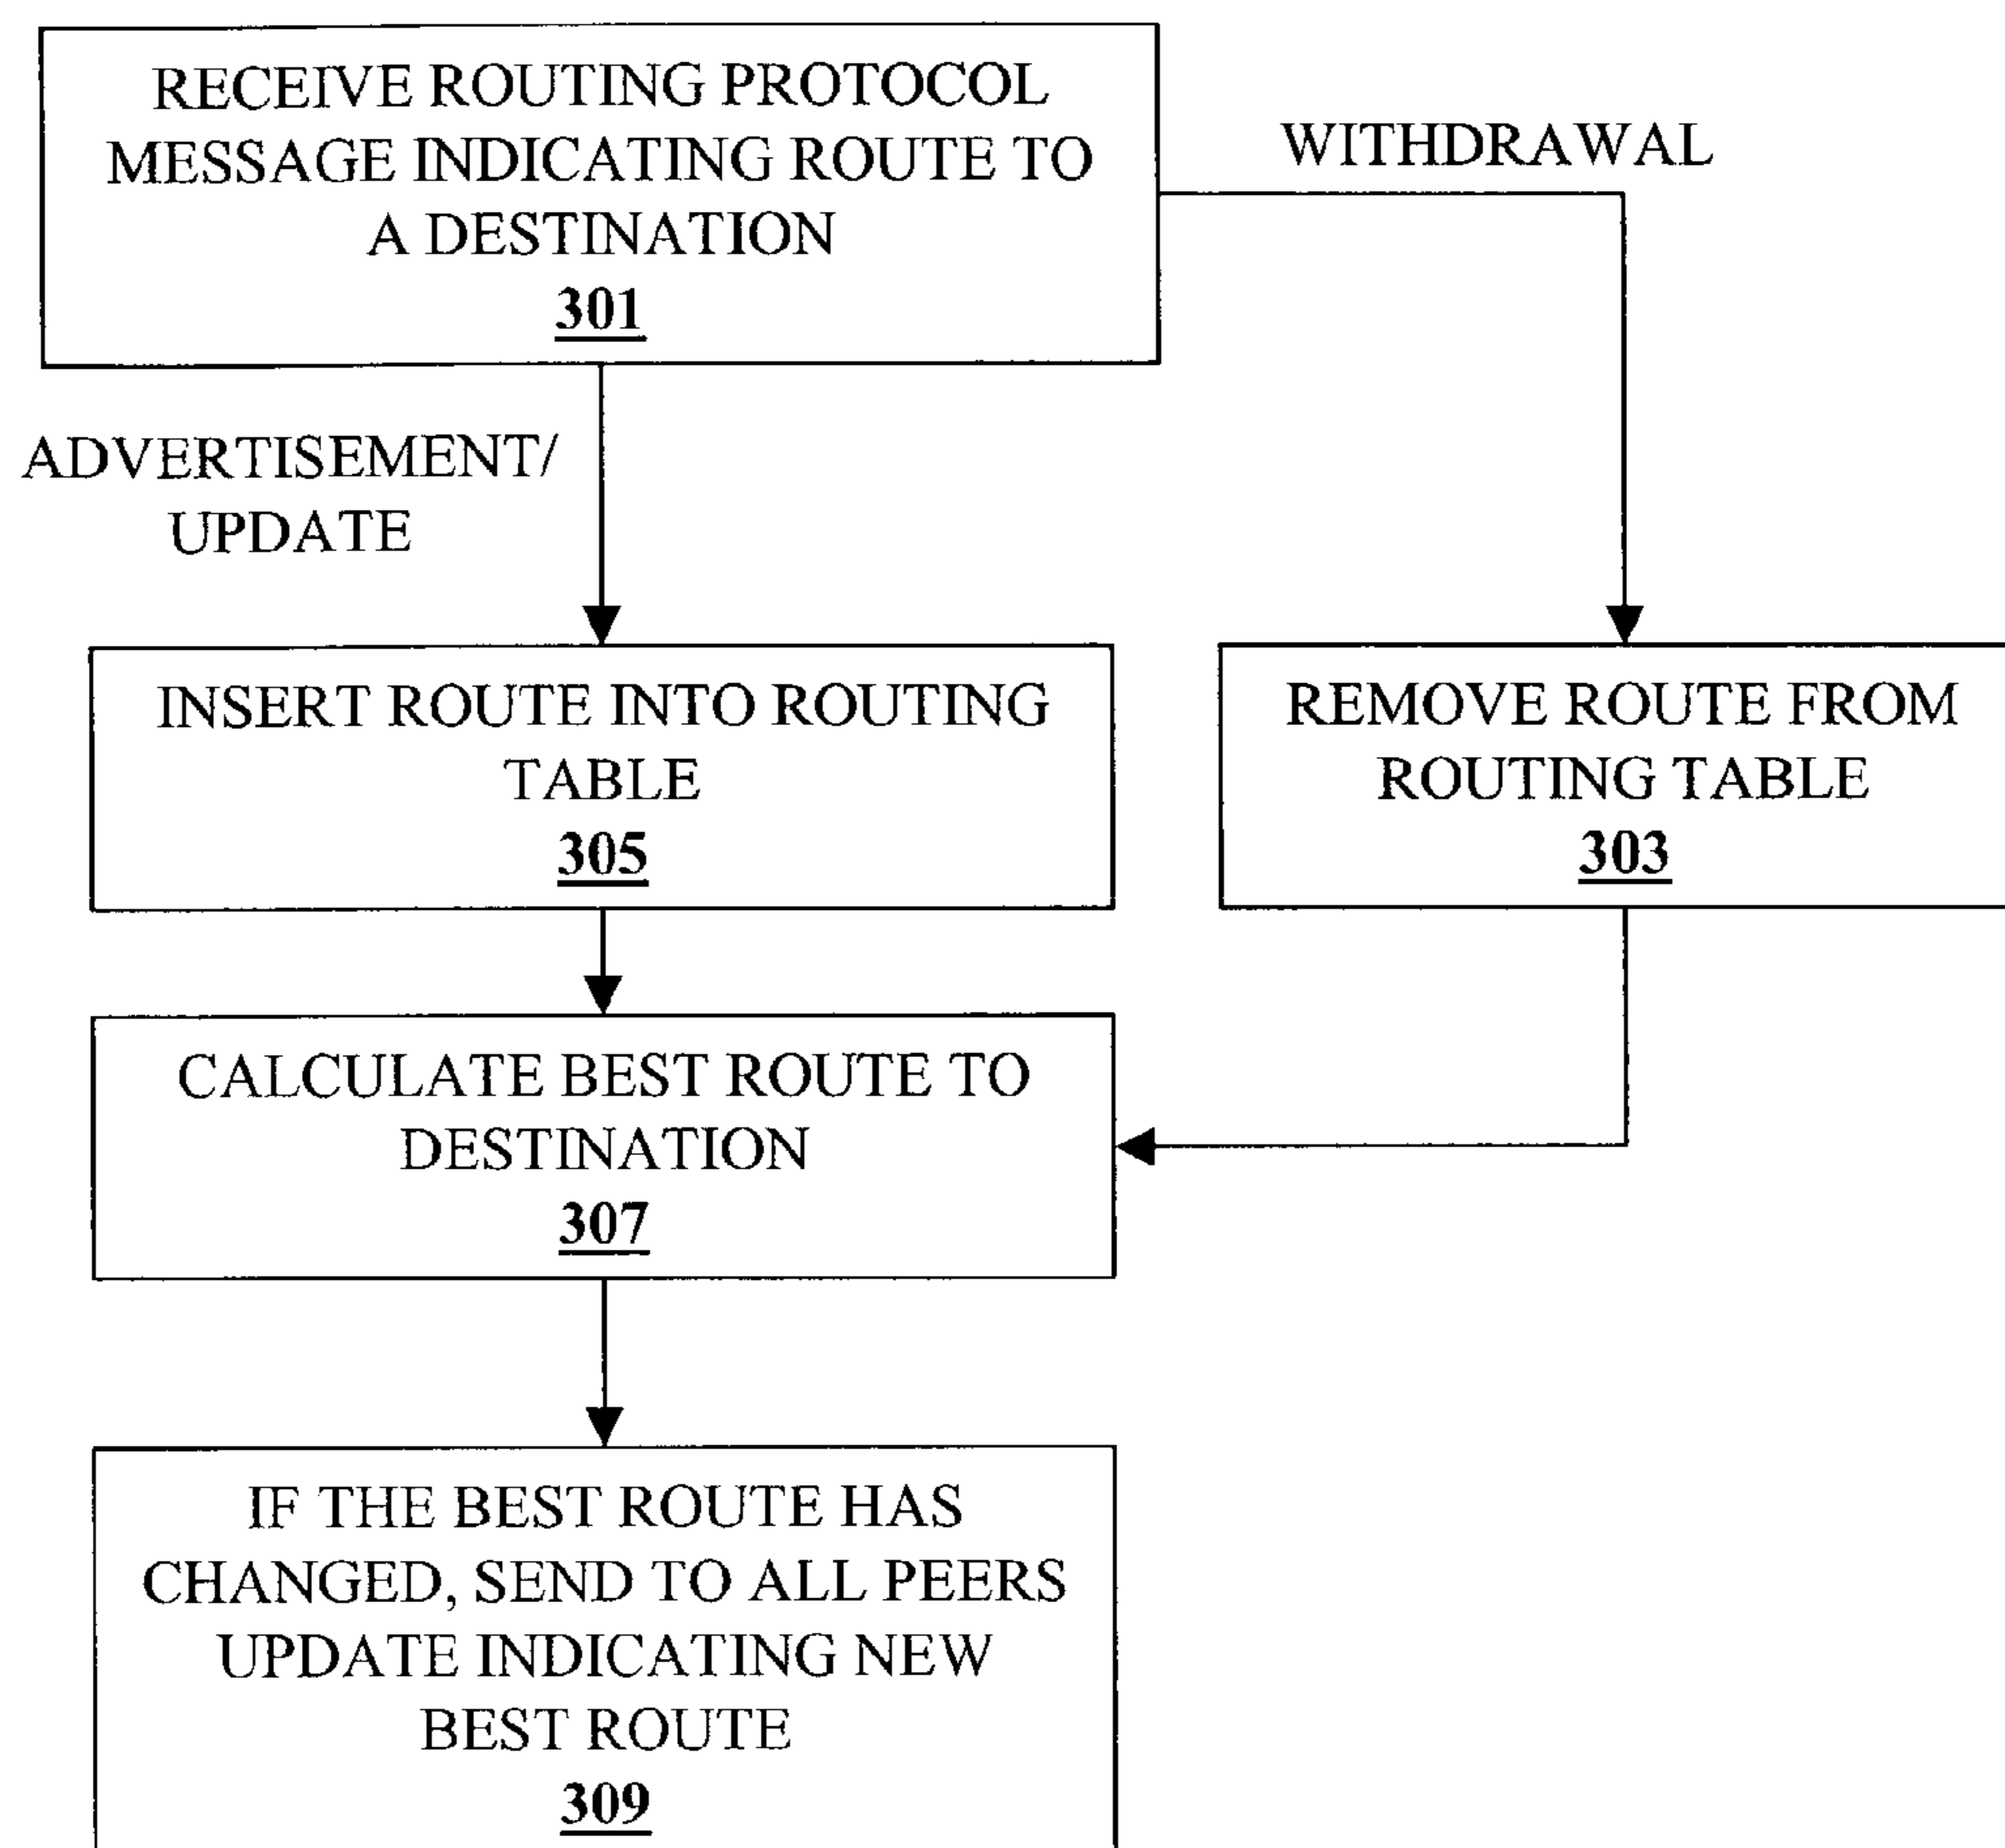 RECEIVE ROUTING PROTOCOL
MESSAGE INDICATING ROUTE TO
A DESTINATION
301
WITHDRAWAL
ADVERTISEMENT/
UPDATE
INSERT ROUTE INTO ROUTING
TABLE
305
REMOVE ROUTE FROM
ROUTING TABLE
303
CALCULATE BEST ROUTE TO
DESTINATION
307
IF THE BEST ROUTE HAS
CHANGED, SEND TO ALL PEERS
UPDATE INDICATING NEW
BEST ROUTE
309